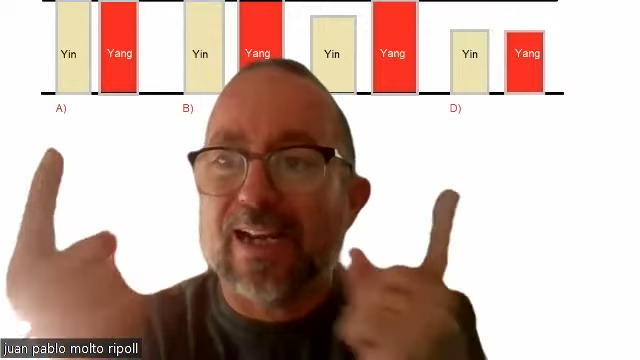 Yin Yang Yin Yang Yin Yang Yin Yang
A) B) D)
juan pablo molto ripoll